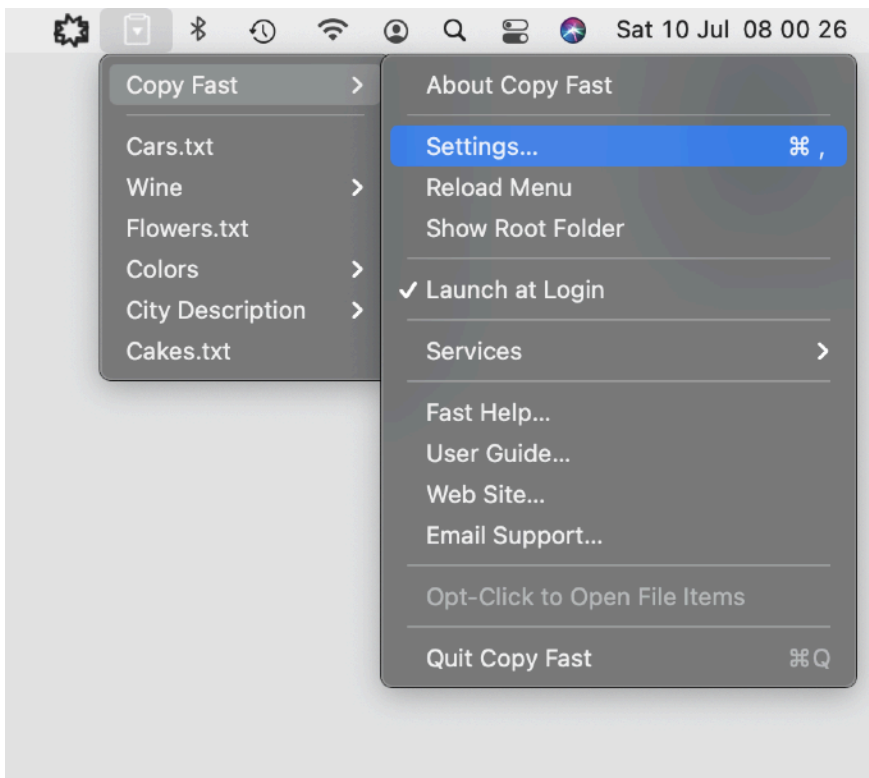 Sat 10 Jul 08 00 26
Copy Fast
Cars.txt
Wine
Flowers.txt
Colors
City Description
Cakes.txt
About Copy Fast
Settings... ⌘ ,
Reload Menu
Show Root Folder
✓ Launch at Login
Services
Fast Help...
User Guide...
Web Site...
Email Support...
Opt-Click to Open File Items
Quit Copy Fast ⌘Q